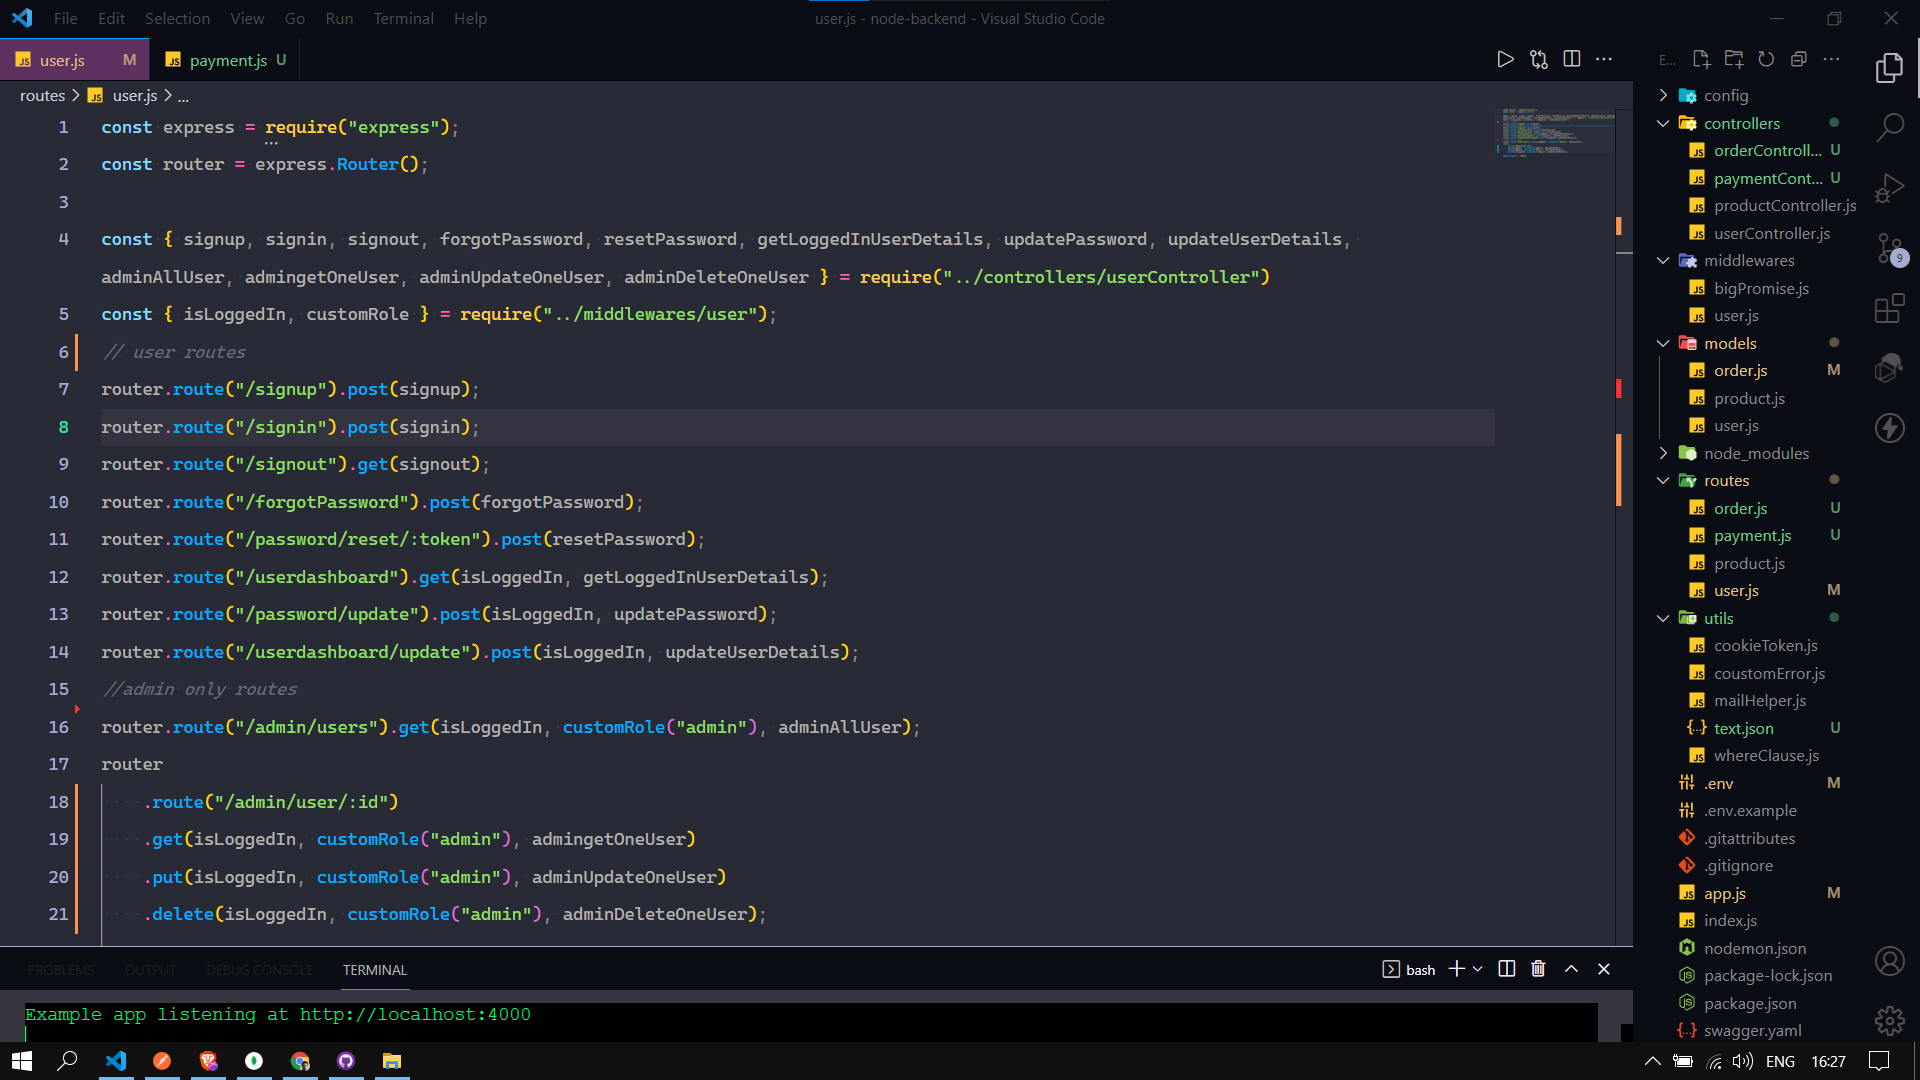 File Edit Selection View Go Run Terminal Help
user.js - node-backend - Visual Studio Code
user.js M payment.js U
routes > user.js > ...
1 const express = require("express");
2 const router = express.Router();
3
4 const { signup, signin, signout, forgotPassword, resetPassword, getLoggedInUserDetails, updatePassword, updateUserDetails,
adminAllUser, admingetOneUser, adminUpdateOneUser, adminDeleteOneUser } = require("../controllers/userController")
5 const { isLoggedIn, customRole } = require("../middlewares/user");
6 // user routes
7 router.route("/signup").post(signup);
8 router.route("/signin").post(signin);
9 router.route("/signout").get(signout);
10 router.route("/forgotPassword").post(forgotPassword);
11 router.route("/password/reset/:token").post(resetPassword);
12 router.route("/userdashboard").get(isLoggedIn, getLoggedInUserDetails);
13 router.route("/password/update").post(isLoggedIn, updatePassword);
14 router.route("/userdashboard/update").post(isLoggedIn, updateUserDetails);
15 //admin only routes
16 router.route("/admin/users").get(isLoggedIn, customRole("admin"), adminAllUser);
17 router
18 .route("/admin/user/:id")
19 .get(isLoggedIn, customRole("admin"), admingetOneUser)
20 .put(isLoggedIn, customRole("admin"), adminUpdateOneUser)
21 .delete(isLoggedIn, customRole("admin"), adminDeleteOneUser);
PROBLEMS OUTPUT DEBUG CONSOLE TERMINAL
bash
Example app listening at http://localhost:4000
E...
config
controllers
orderControll... U
paymentCont... U
productController.js
userController.js
middlewares
bigPromise.js
user.js
models
order.js M
product.js
user.js
node_modules
routes
order.js U
payment.js U
product.js
user.js M
utils
cookieToken.js
coustomError.js
mailHelper.js
{..} text.json U
whereClause.js
.env M
.env.example
.gitattributes
.gitignore
app.js M
index.js
nodemon.json
package-lock.json
package.json
{..} swagger.yaml
9
ENG 16:27